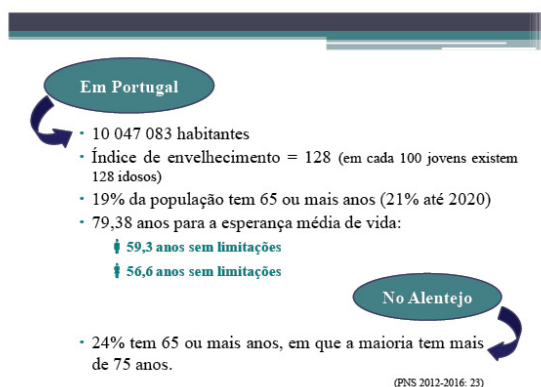 Em Portugal
• 10 047 083 habitantes
• Índice de envelhecimento = 128 (em cada 100 jovens existem
128 idosos)
• 19% da população tem 65 ou mais anos (21% até 2020)
• 79,38 anos para a esperança média de vida:
59,3 anos sem limitações
56,6 anos sem limitações
No Alentejo
• 24% tem 65 ou mais anos, em que a maioria tem mais
de 75 anos.
(PNS 2012-2016: 23)